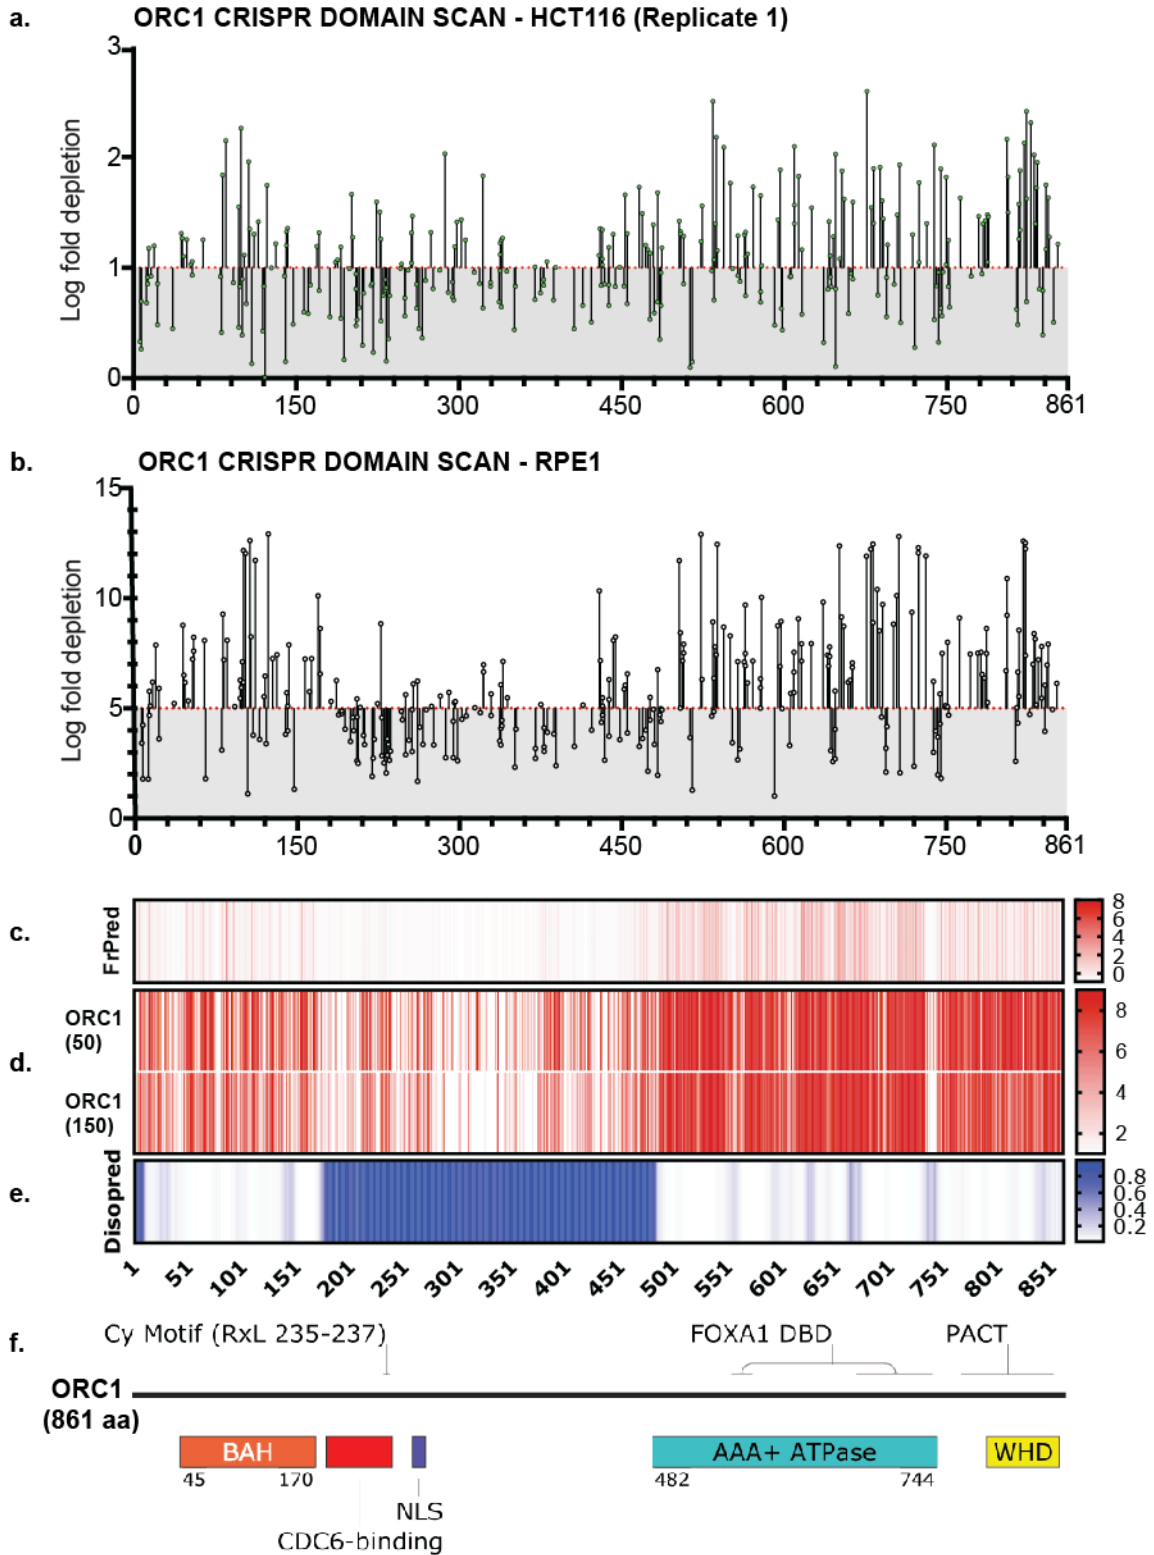 a.
ORC1 CRISPR DOMAIN SCAN - HCT116 (Replicate 1)
Log fold depletion
3
2
1
0
0 150 300 450 600 750 861
b.
ORC1 CRISPR DOMAIN SCAN - RPE1
Log fold depletion
15
10
5
0
0 150 300 450 600 750 861
c.
FrPred
8
6
4
2
0
d.
ORC1
(50)
ORC1
(150)
8
6
4
2
e.
Disopred
0.8
0.6
0.4
0.2
1 51 101 151 201 251 301 351 401 451 501 551 601 651 701 751 801 851
f.
Cy Motif (RxL 235-237) FOXA1 DBD PACT
ORC1
(861 aa)
BAH AAA+ ATPase WHD
45 170 482 744
NLS
CDC6-binding